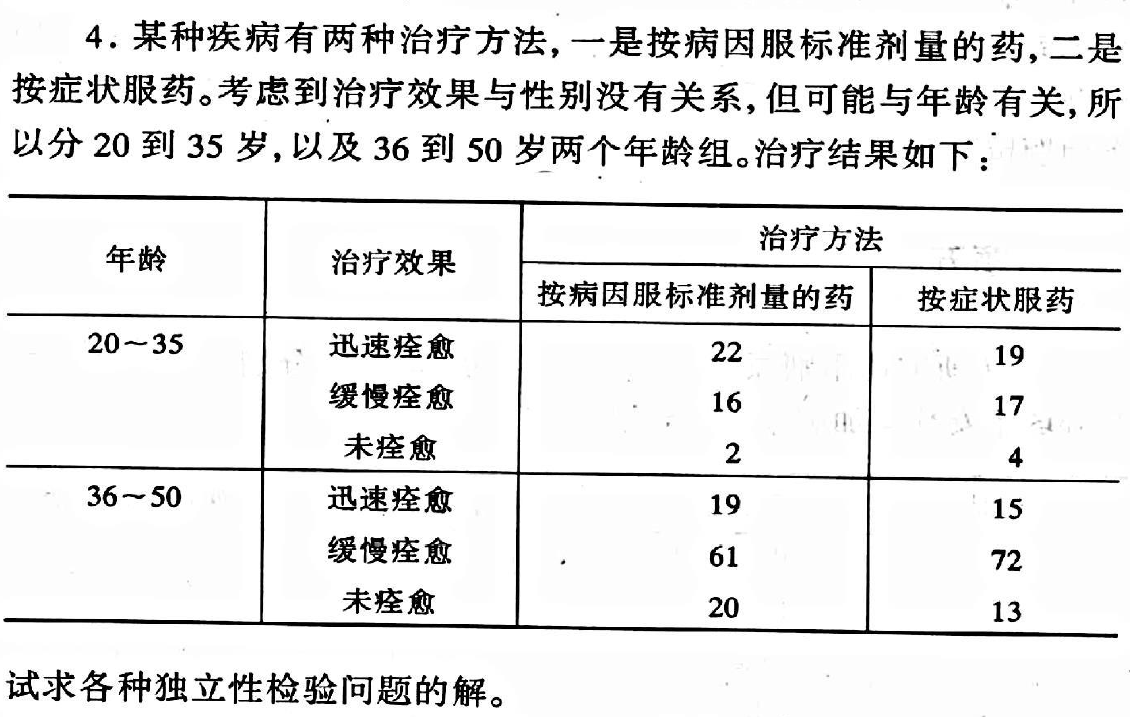 4. 某种疾病有两种治疗方法, 一是按病因服标准剂量的药, 二是
按症状服药。考虑到治疗效果与性别没有关系, 但可能与年龄有关, 所
以分 20 到 35 岁, 以及 36 到 50 岁两个年龄组。治疗结果如下:
年龄 治疗效果 治疗方法
按病因服标准剂量的药 按症状服药
20～35 迅速痊愈 22 19
缓慢痊愈 16 17
未痊愈 2 4
36～50 迅速痊愈 19 15
缓慢痊愈 61 72
未痊愈 20 13
试求各种独立性检验问题的解。